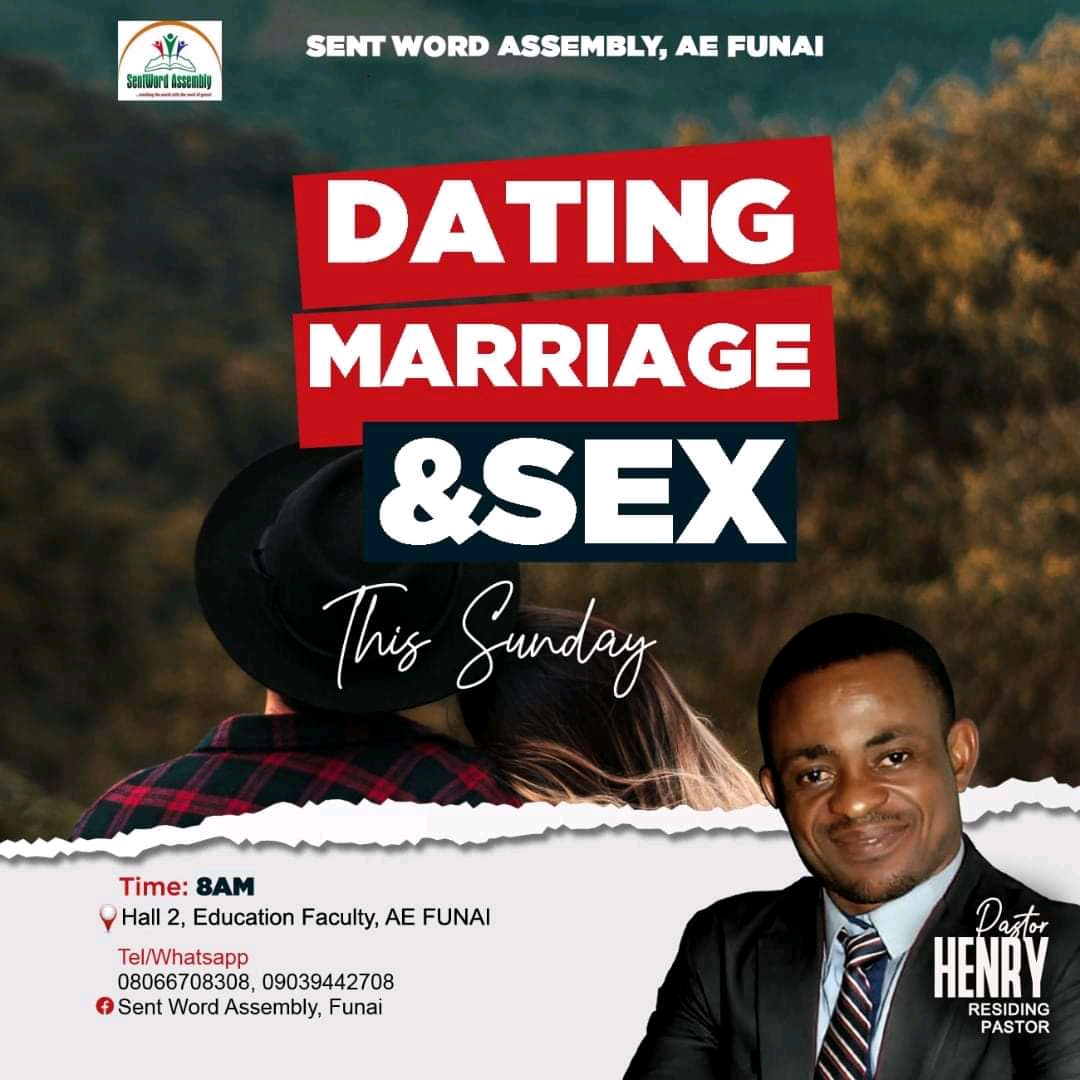 SentWord Assembly
SENT WORD ASSEMBLY, AE FUNAI
DATING
MARRIAGE
&SEX
This Sunday
Time: 8AM
Hall 2, Education Faculty, AE FUNAI
Tel/Whatsapp
08066708308, 09039442708
Sent Word Assembly, Funai
Pastor
HENRY
RESIDING
PASTOR